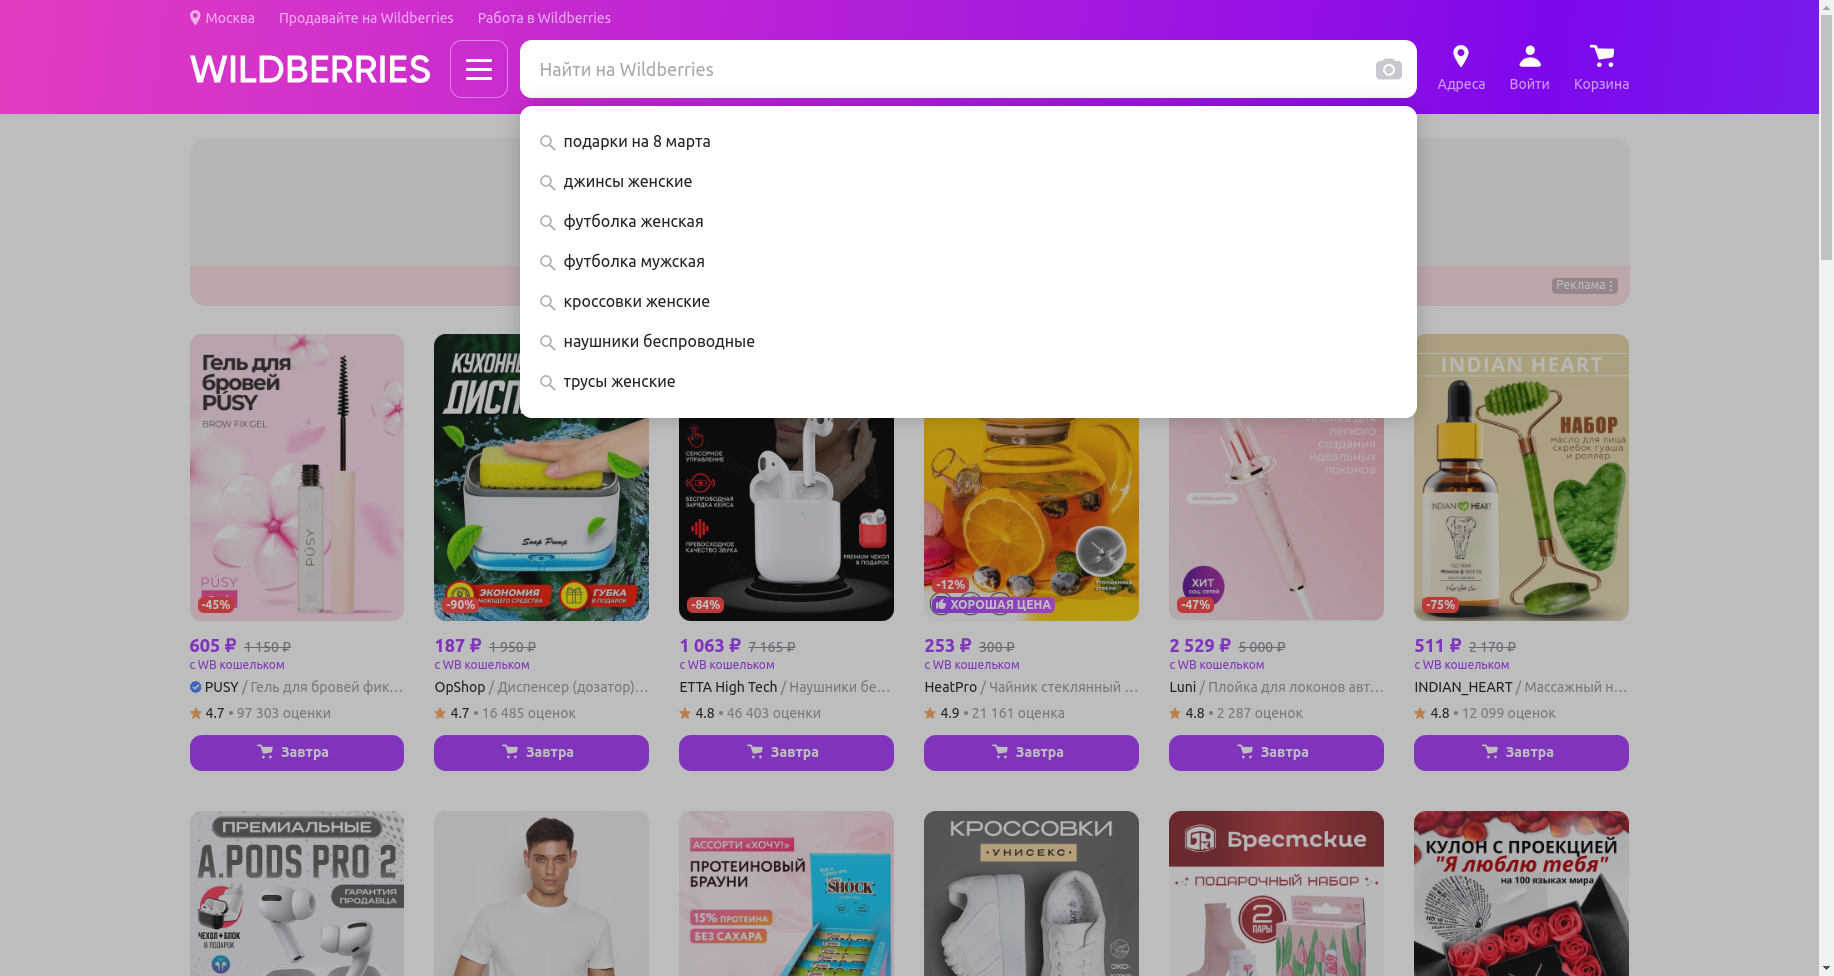 Москва
Продавайте на Wildberries
Работа в Wildberries
WILDBERRIES
Найти на Wildberries
Адреса
Войти
Корзина
подарки на 8 марта
джинсы женские
футболка женская
футболка мужская
кроссовки женские
наушники беспроводные
трусы женские
Реклама
Гель для
бровей
PUSY
BROW FIX GEL
PÚSY
PÚSY
-45%
605 ₽ 1 150 ₽
с WB кошельком
PUSY / Гель для бровей фик...
4.7 • 97 303 оценки
Завтра
Soap Pump
ЭКОНОМИЯ
МОЮЩЕГО СРЕДСТВА
ГУБКА
В ПОДАРОК
-90%
187 ₽ 1 950 ₽
с WB кошельком
OpShop / Диспенсер (дозатор)...
4.7 • 16 485 оценок
Завтра
СЕНСОРНОЕ
УПРАВЛЕНИЕ
БЕСПРОВОДНАЯ
ЗАРЯДКА КЕЙСА
ПРЕВОСХОДНОЕ
КАЧЕСТВО ЗВУКА
PREMIUM ЧЕХОЛ
В ПОДАРОК
-84%
1 063 ₽ 7 165 ₽
с WB кошельком
ETTA High Tech / Наушники бе...
4.8 • 46 403 оценки
Завтра
-12%
ХОРОШАЯ ЦЕНА
253 ₽ 300 ₽
с WB кошельком
HeatPro / Чайник стеклянный ...
4.9 • 21 161 оценка
Завтра
легкого
создания
идеальных
локонов
ХИТ
соц. сетей
-47%
2 529 ₽ 5 000 ₽
с WB кошельком
Luni / Плойка для локонов авт...
4.8 • 2 287 оценок
Завтра
INDIAN HEART
НАБОР
масло для лица
скребок гуаша
и роллер
INDIAN HEART
-75%
511 ₽ 2 170 ₽
с WB кошельком
INDIAN_HEART / Массажный н...
4.8 • 12 099 оценок
Завтра
ПРЕМИАЛЬНЫЕ
A.PODS PRO 2
ГАРАНТИЯ
ПРОДАВЦА
ЧЕХОЛ + БЛОК
В ПОДАРОК
АССОРТИ «ХОЧУ!»
ПРОТЕИНОВЫЙ
БРАУНИ
SHOCK
15% ПРОТЕИНА
БЕЗ САХАРА
КРОССОВКИ
• УНИСЕКС •
ЭКО-
Брестские
• ПОДАРОЧНЫЙ НАБОР •
2
ПАРЫ
КУЛОН С ПРОЕКЦИЕЙ
"Я люблю тебя"
на 100 языках мира